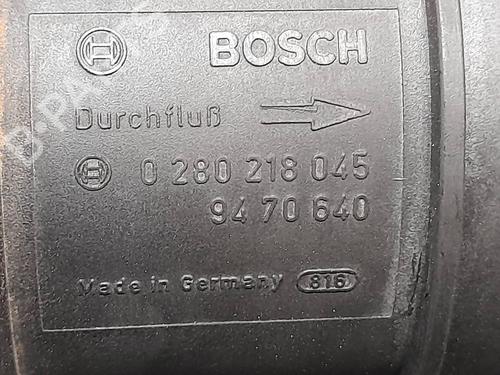 BOSCH
Durchfluß
0 280 218 045
94 70 640
Made in Germany 816